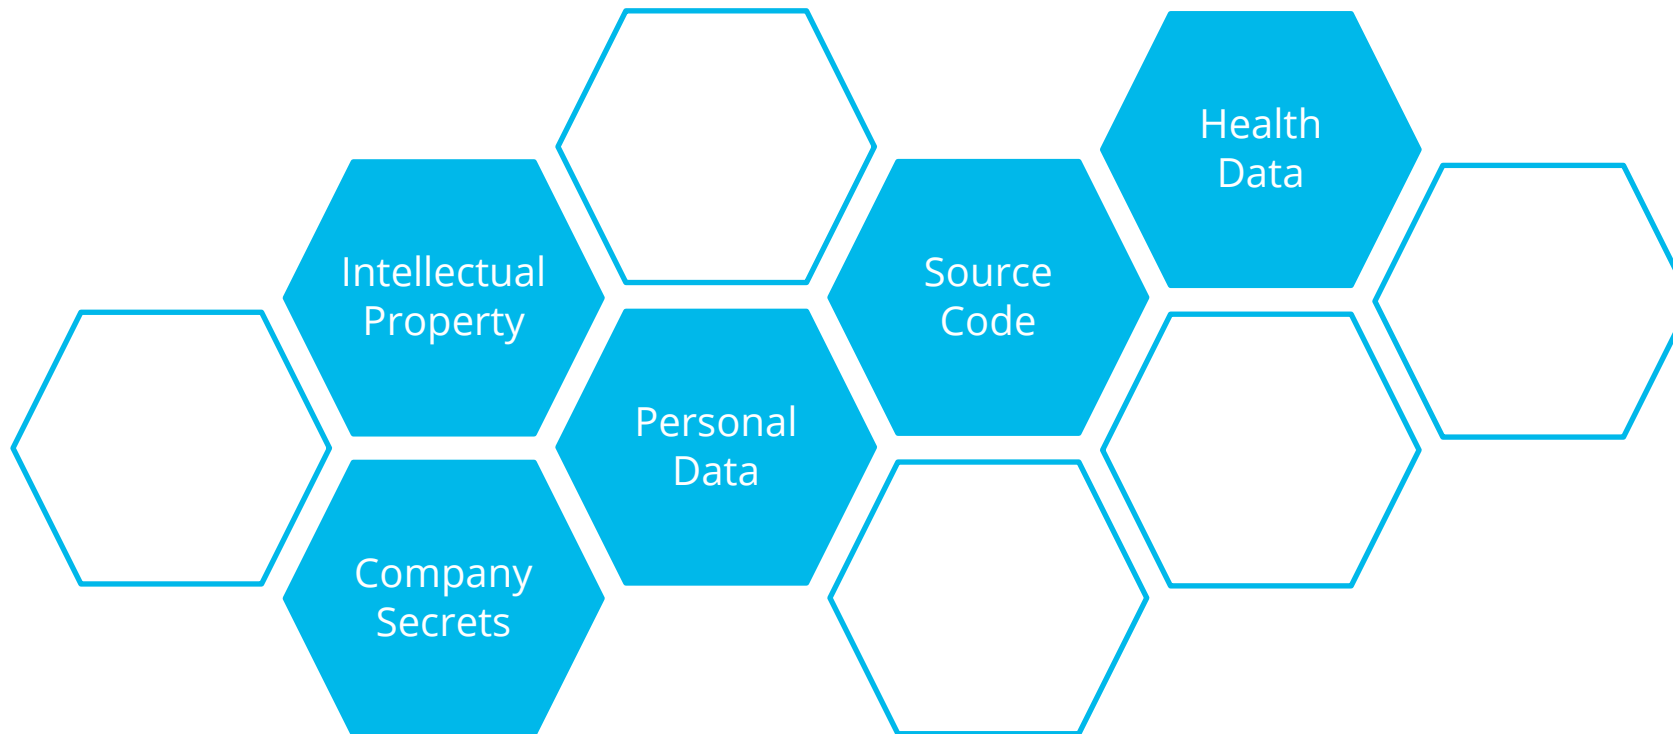 Intellectual
Property
Company
Secrets
Personal
Data
Source
Code
Health
Data